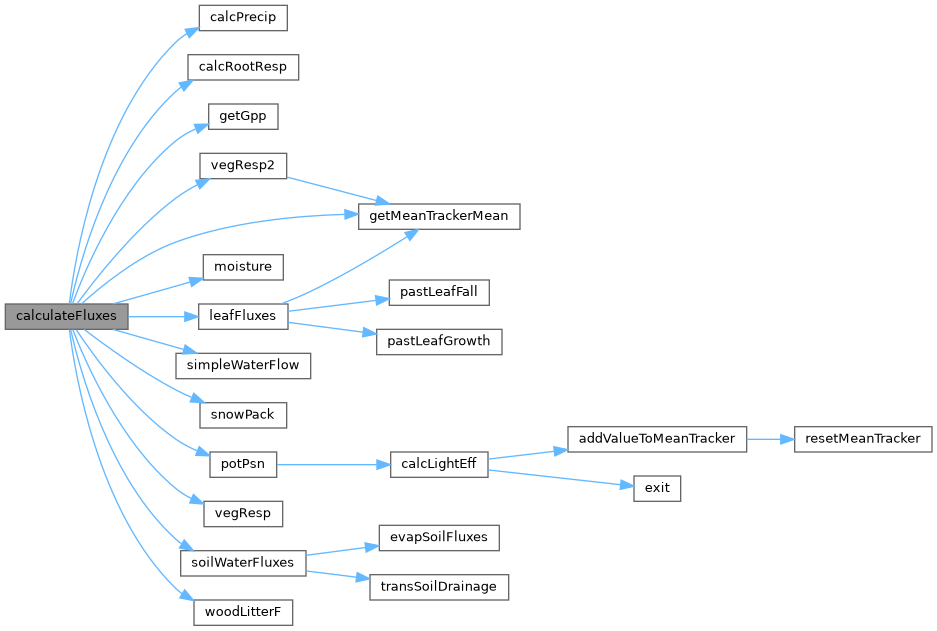 calcPrecip
calcRootResp
getGpp
vegResp2
getMeanTrackerMean
moisture
pastLeafFall
calculateFluxes
leafFluxes
pastLeafGrowth
simpleWaterFlow
snowPack
addValueToMeanTracker
resetMeanTracker
potPsn
calcLightEff
exit
vegResp
evapSoilFluxes
soilWaterFluxes
transSoilDrainage
woodLitterF